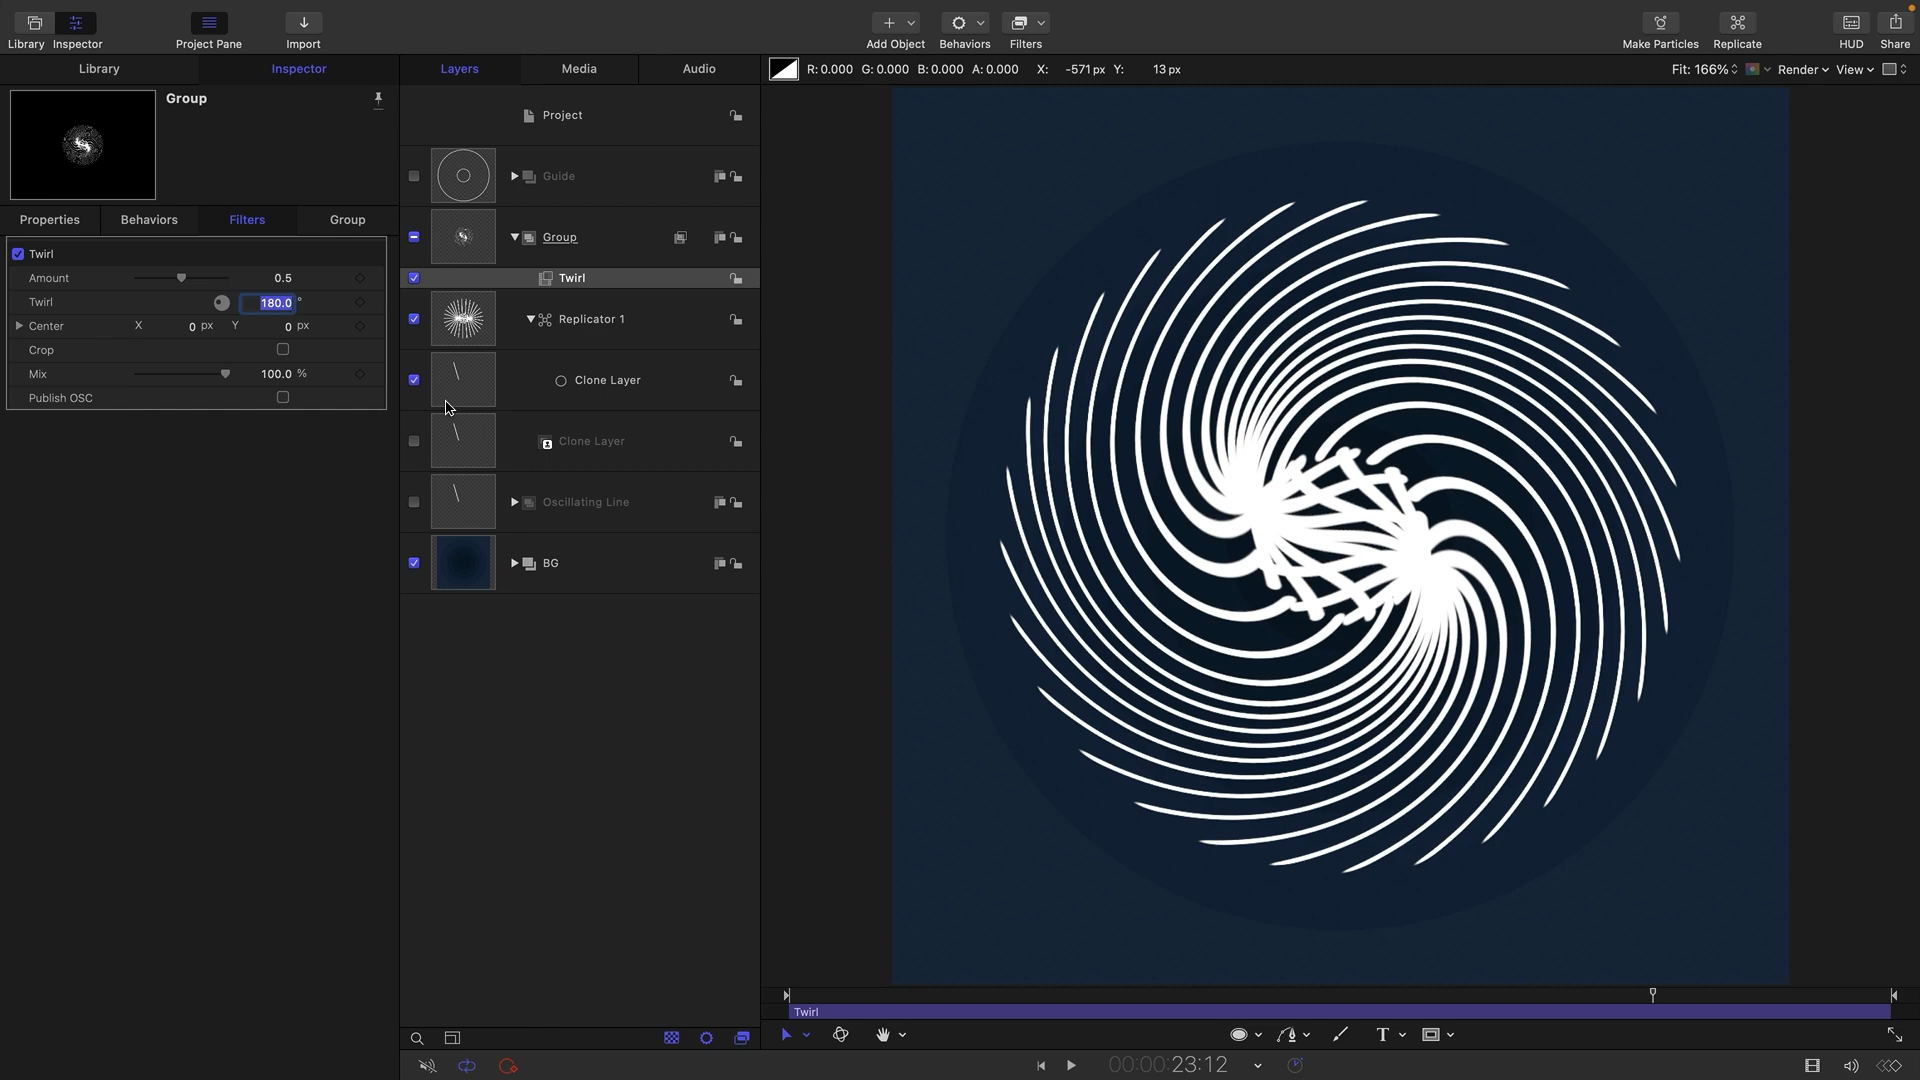 Library Inspector Project Pane Import Add Object Behaviors Filters Make Particles Replicate HUD Share
Library Inspector Layers Media Audio R: 0.000 G: 0.000 B: 0.000 A: 0.000 X: -571 px Y: 13 px Fit: 166% Render View
Group
Project
Guide
Properties Behaviors Filters Group
Group
Twirl
Amount 0.5
Twirl
Twirl 180.0 °
Center X 0 px Y 0 px
Replicator 1
Crop
Mix 100.0 %
Clone Layer
Publish OSC
Clone Layer
Oscillating Line
BG
Twirl
T
00:00:23:12